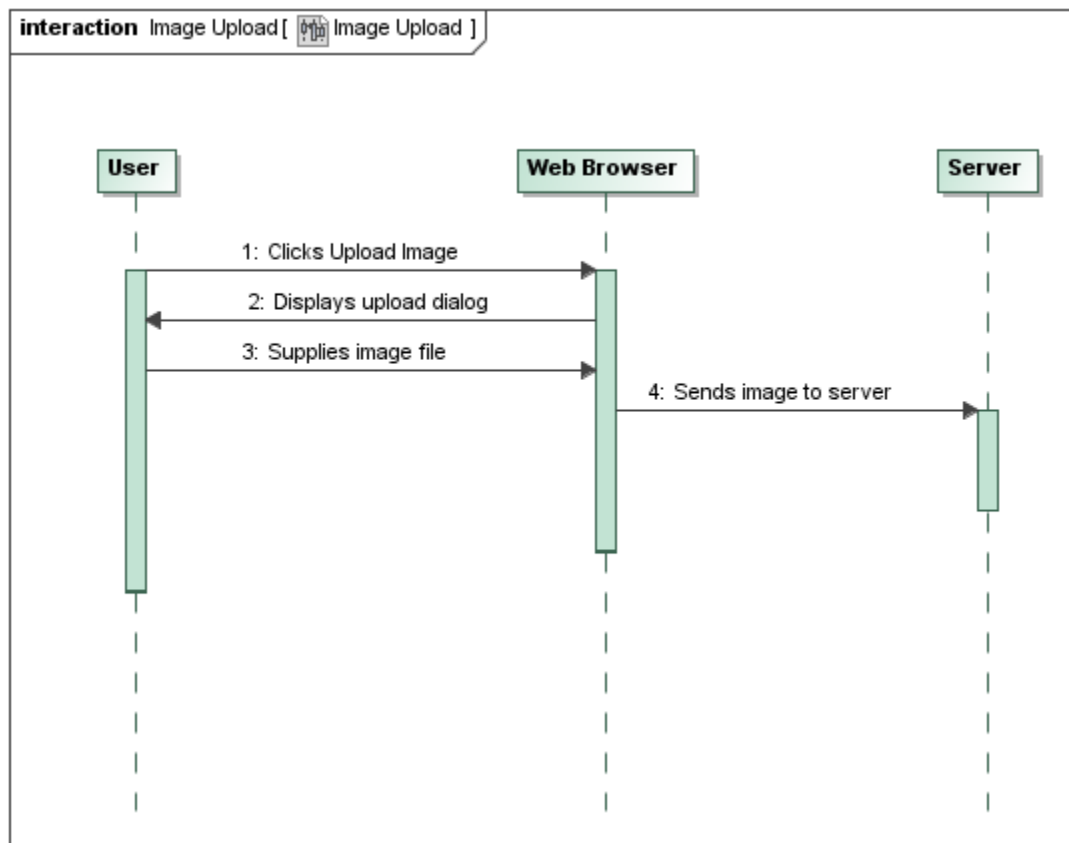 interaction Image Upload [ Image Upload ]
User
Web Browser
Server
1: Clicks Upload Image
2: Displays upload dialog
3: Supplies image file
4: Sends image to server